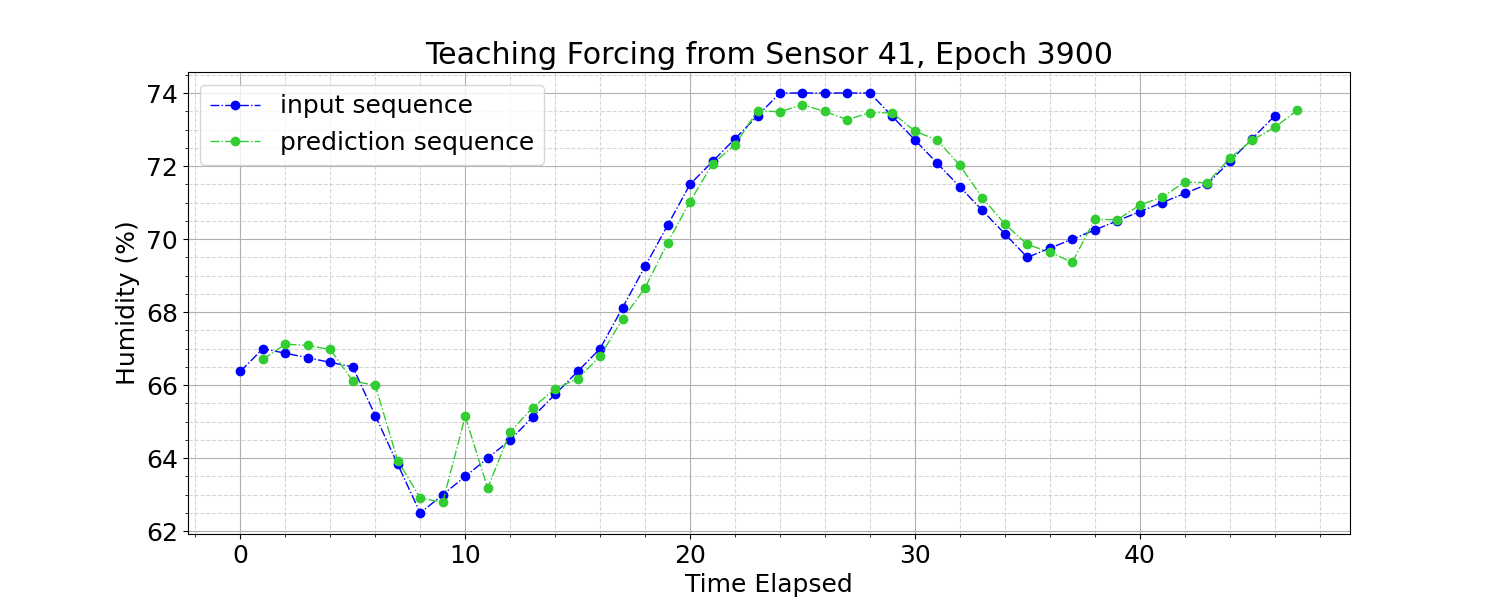 Teaching Forcing from Sensor 41, Epoch 3900
input sequence
prediction sequence
Humidity (%)
74
72
70
68
66
64
62
0 10 20 30 40
Time Elapsed